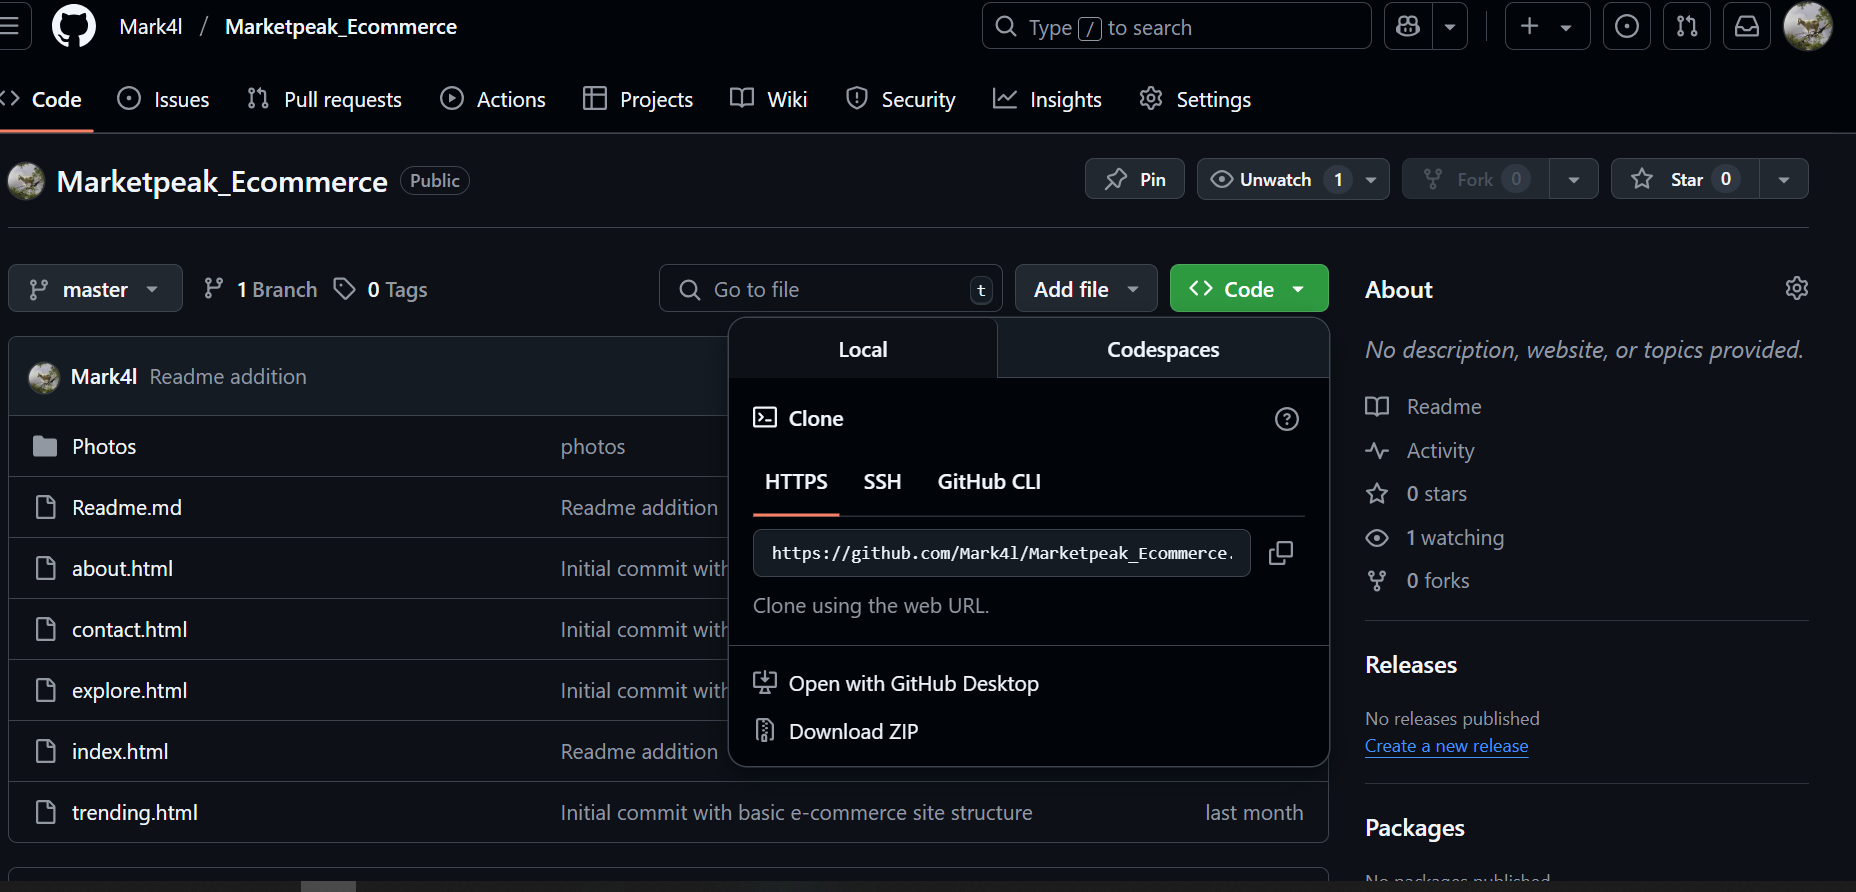 Mark4l / Marketpeak_Ecommerce
Type / to search
Code Issues Pull requests Actions Projects Wiki Security Insights Settings
Marketpeak_Ecommerce Public
Pin Unwatch 1 Fork 0 Star 0
master 1 Branch 0 Tags
Go to file t Add file Code
Local Codespaces
Clone
HTTPS SSH GitHub CLI
https://github.com/Mark4l/Marketpeak_Ecommerce.
Clone using the web URL.
Open with GitHub Desktop
Download ZIP
Mark4l Readme addition
Photos photos
Readme.md Readme addition
about.html Initial commit with
contact.html Initial commit with
explore.html Initial commit with
index.html Readme addition
trending.html Initial commit with basic e-commerce site structure last month
About
No description, website, or topics provided.
Readme
Activity
0 stars
1 watching
0 forks
Releases
No releases published
Create a new release
Packages
No packages published